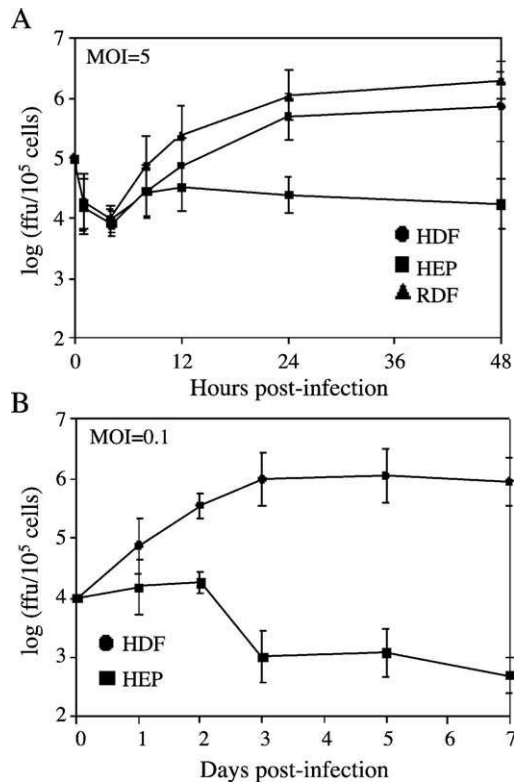 A
MOI=5
7
6
5
4
3
2
log (ffu/10⁵ cells)
HDF
HEP
RDF
0 12 24 36 48
Hours post-infection
B
MOI=0.1
7
6
5
4
3
2
log (ffu/10⁵ cells)
HDF
HEP
0 1 2 3 4 5 6 7
Days post-infection